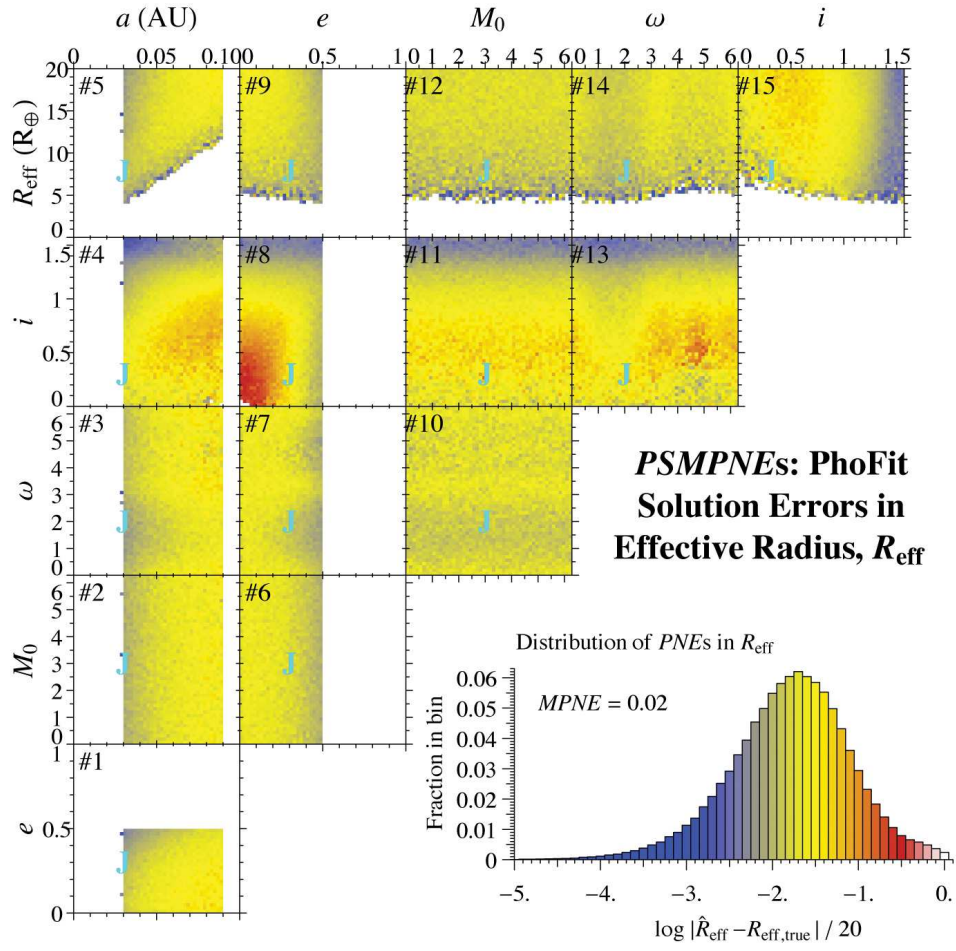 a (AU) e M₀ ω i
0 0.05 0.10 0 0.5 1 0 1 2 3 4 5 6 0 1 2 3 4 5 6 0 0.5 1 1.5
R_eff (R⊕)
20
15
10
5
0
#5 #9 #12 #14 #15
J J J J J
i
1.5
1
0.5
0
#4 #8 #11 #13
J J J J
ω
6
5
4
3
2
1
0
#3 #7 #10
J J J
PSMPNEs: PhoFit
Solution Errors in
Effective Radius, R_eff
M₀
6
5
4
3
2
1
0
#2 #6
J J
e
1
0.5
0
#1
J
Distribution of PNEs in R_eff
MPNE = 0.02
Fraction in bin
0.06
0.05
0.04
0.03
0.02
0.01
0
-5. -4. -3. -2. -1. 0.
log |R̂_eff − R_eff,true| / 20